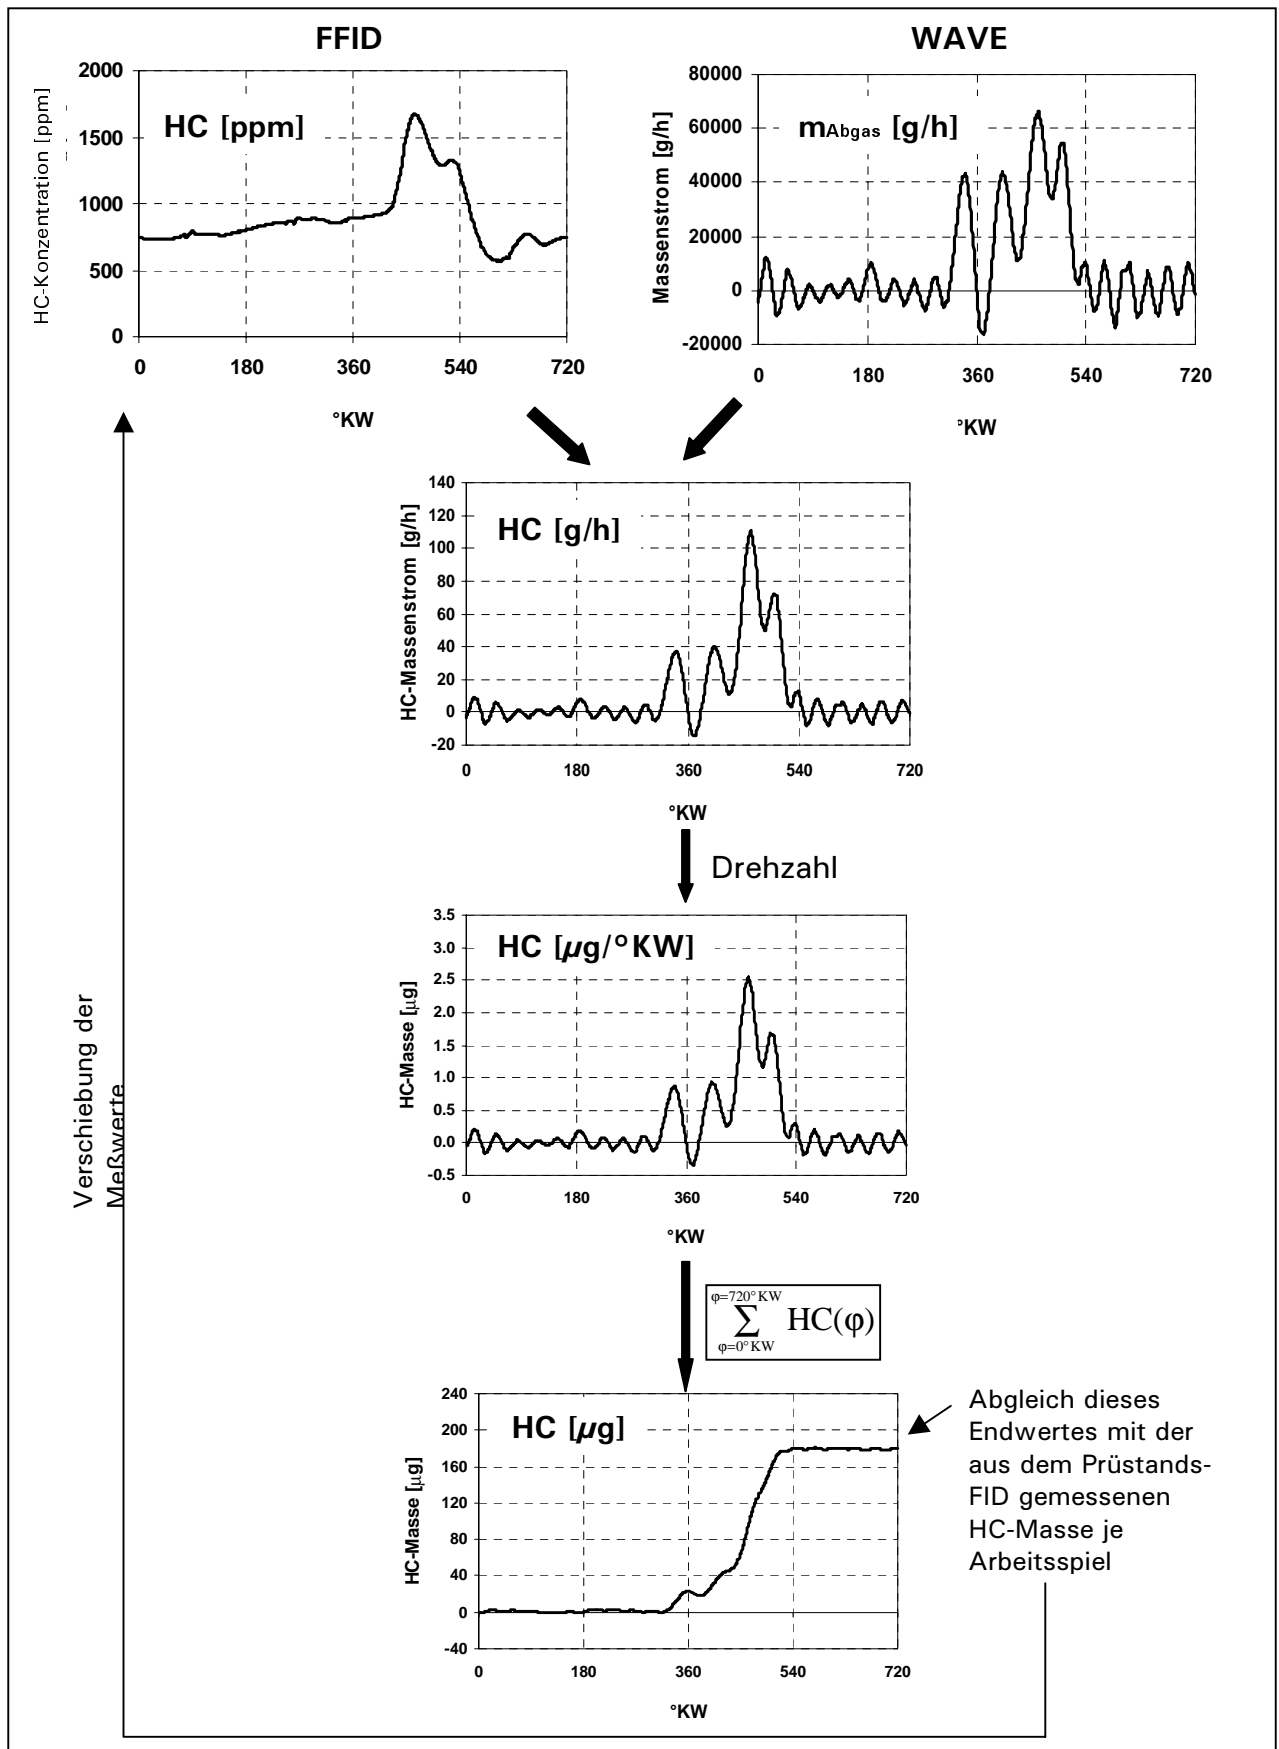 FFID
WAVE
HC-Konzentration [ppm]
HC [ppm]
2000
1500
1000
500
0
0 180 360 540 720
°KW
Massenstrom [g/h]
mAbgas [g/h]
80000
60000
40000
20000
0
-20000
0 180 360 540 720
°KW
HC-Massenstrom [g/h]
HC [g/h]
140
120
100
80
60
40
20
0
-20
0 180 360 540 720
°KW
Drehzahl
HC-Masse [µg]
HC [µg/°KW]
3.5
3.0
2.5
2.0
1.5
1.0
0.5
0.0
-0.5
0 180 360 540 720
°KW
Verschiebung der
Meßwerte
φ=720°KW
∑ HC(φ)
φ=0°KW
HC-Masse [µg]
HC [µg]
240
200
160
120
80
40
0
-40
0 180 360 540 720
°KW
Abgleich dieses
Endwertes mit der
aus dem Prüstands-
FID gemessenen
HC-Masse je
Arbeitsspiel